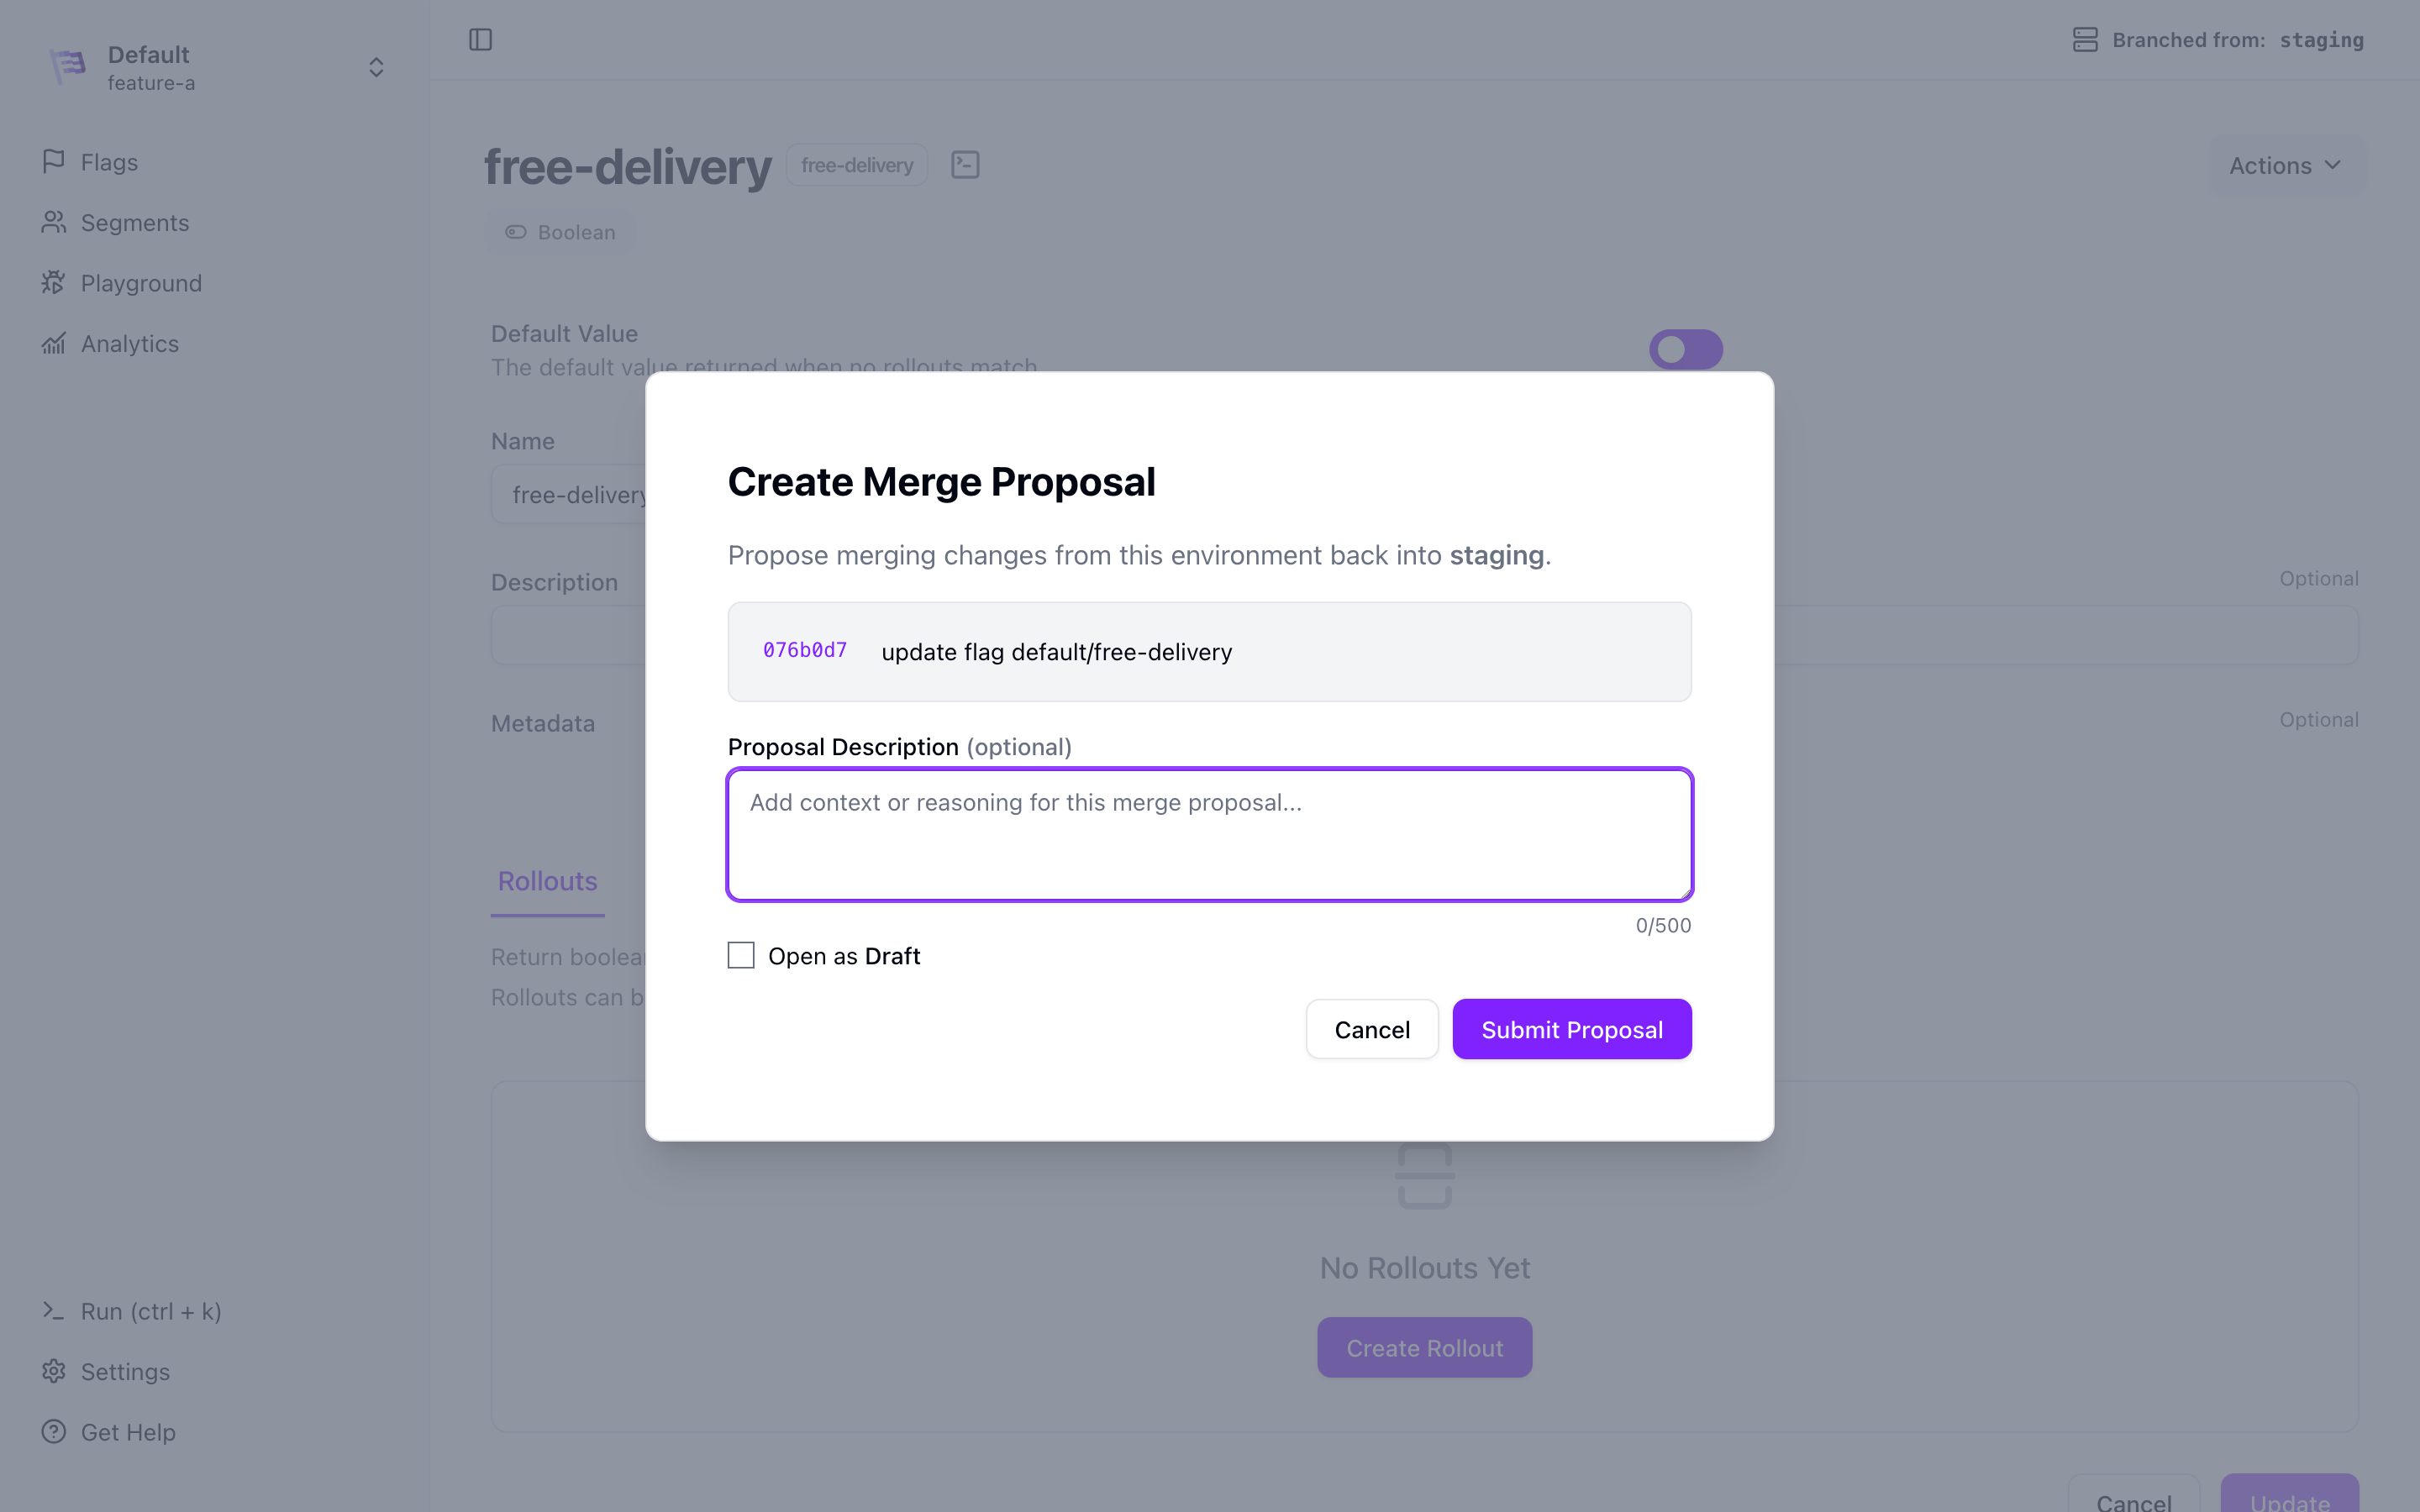 Default
feature-a
Flags
Segments
Playground
Analytics
Run (ctrl + k)
Settings
Get Help
Branched from: staging
free-delivery
free-delivery
Actions
Boolean
Default Value
The default value returned when no rollouts match
Name
free-delivery
Description
Optional
Metadata
Optional
Rollouts
Return boolea
Rollouts can b
Create Merge Proposal
Propose merging changes from this environment back into staging.
076b0d7 update flag default/free-delivery
Proposal Description (optional)
Add context or reasoning for this merge proposal...
0/500
Open as Draft
Cancel
Submit Proposal
No Rollouts Yet
Create Rollout
Cancel
Update